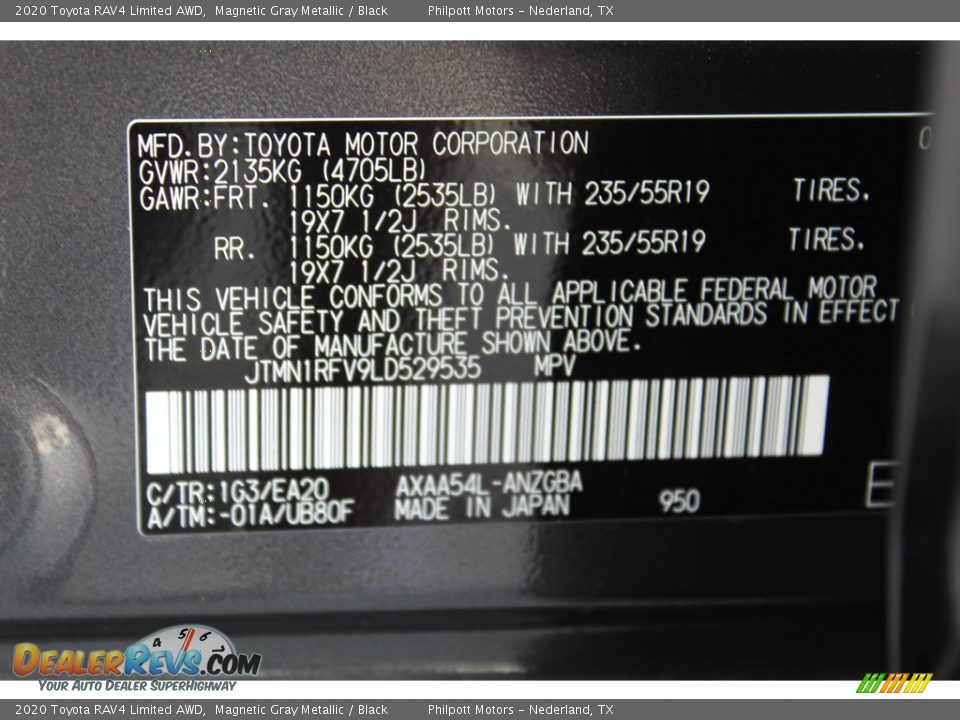 2020 Toyota RAV4 Limited AWD, Magnetic Gray Metallic / Black Philpott Motors - Nederland, TX
MFD.BY:TOYOTA MOTOR CORPORATION
GVWR:2135KG (4705LB)
GAWR:FRT. 1150KG (2535LB) WITH 235/55R19 TIRES.
19X7 1/2J RIMS.
RR. 1150KG (2535LB) WITH 235/55R19 TIRES.
19X7 1/2J RIMS.
THIS VEHICLE CONFORMS TO ALL APPLICABLE FEDERAL MOTOR
VEHICLE SAFETY AND THEFT PREVENTION STANDARDS IN EFFECT
THE DATE OF MANUFACTURE SHOWN ABOVE.
JTMN1RFV9LD529535 MPV
C/TR:1G3/EA20 AXAA54L-ANZGBA
A/TM:-01A/UB80F MADE IN JAPAN 950
4 5 6
DEALERREVS.COM
YOUR AUTO DEALER SUPERHIGHWAY
2020 Toyota RAV4 Limited AWD, Magnetic Gray Metallic / Black Philpott Motors - Nederland, TX